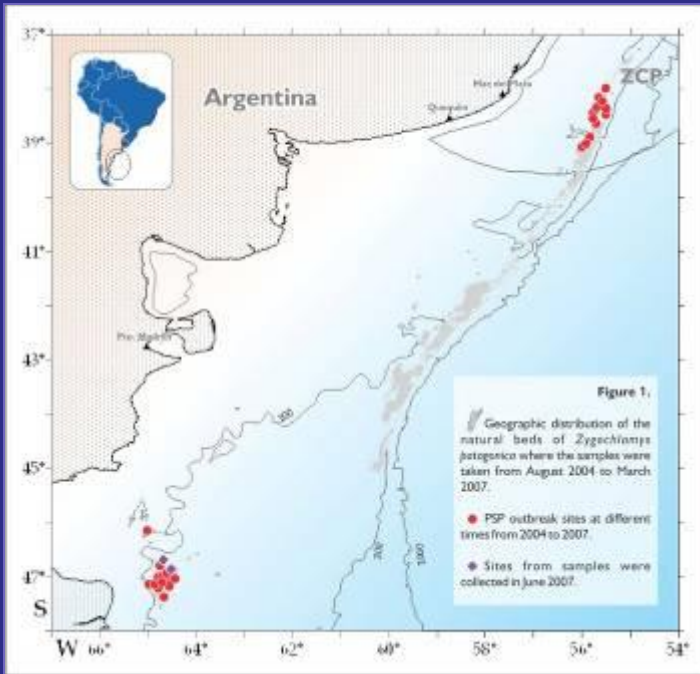 37°
ZCP
Argentina
Mar del Plata
Quequén
39°
41°
Pto. Madryn
43°
200
45°
200
1000
47°
S
W 66° 64° 62° 60° 58° 56° 54°
Figure 1.
Geographic distribution of the
natural beds of Zygochlamys
patagonica where the samples were
taken from August 2004 to March
2007.
PSP outbreak sites at different
times from 2004 to 2007.
Sites from samples were
collected in June 2007.